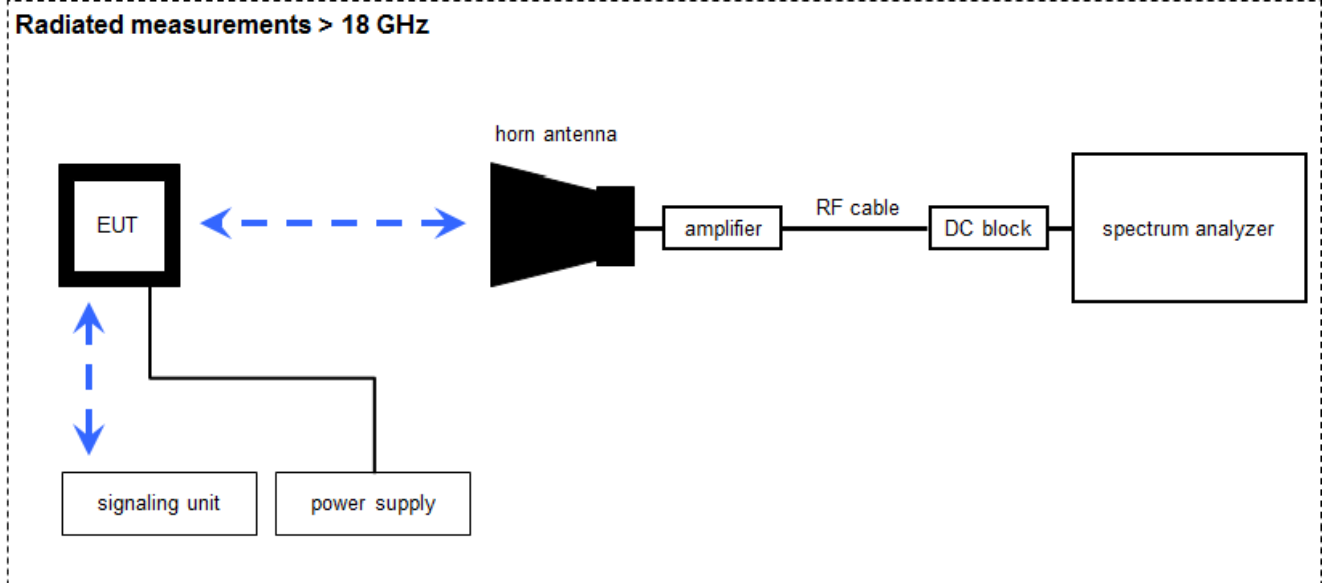 Radiated measurements > 18 GHz
horn antenna
EUT
amplifier
RF cable
DC block
spectrum analyzer
signaling unit
power supply